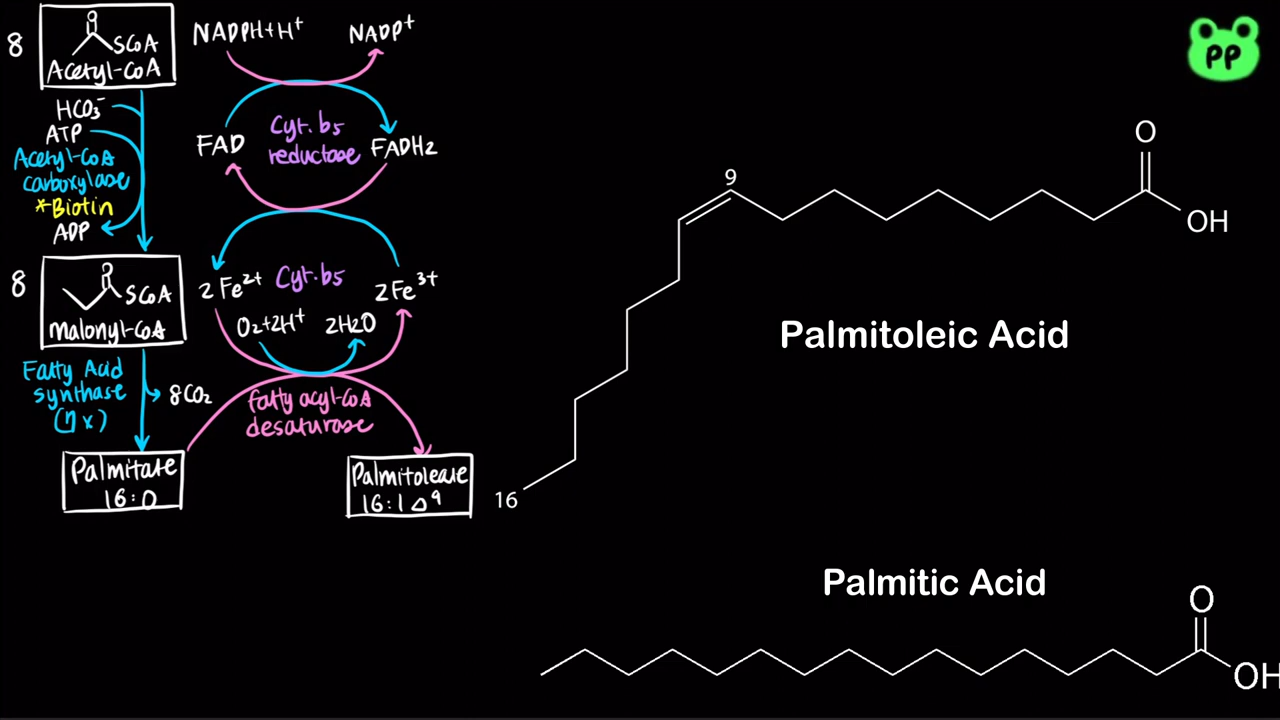 8
O
SCoA
Acetyl-CoA
HCO3⁻
ATP
Acetyl-CoA
carboxylase
*Biotin
ADP
8
O
SCoA
malonyl-CoA
Fatty Acid
synthase
(7x)
8CO2
Palmitate
16:0
NADPH+H⁺ NADP⁺
FAD
Cyt. b5
reductase
FADH2
2Fe²⁺
Cyt. b5
2Fe³⁺
O2+2H⁺ 2H2O
fatty acyl-CoA
desaturase
Palmitoleate
16:1 Δ⁹
PP
O
OH
9
16
Palmitoleic Acid
Palmitic Acid
O
OH